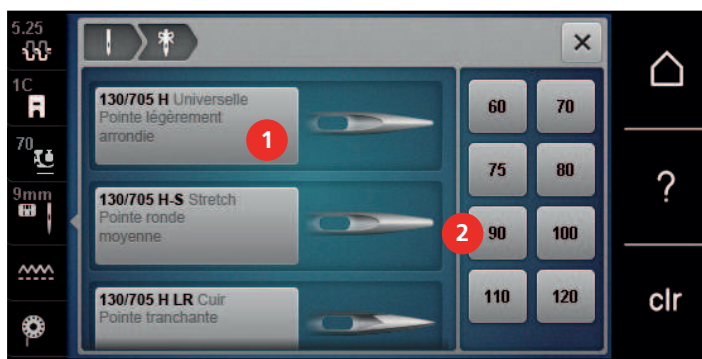 5.25
1C
70
9mm
130/705 H Universelle
Pointe légèrement
arrondie
1
130/705 H-S Stretch
Pointe ronde
moyenne
2
130/705 H LR Cuir
Pointe tranchante
60 70
75 80
90 100
110 120
?
clr